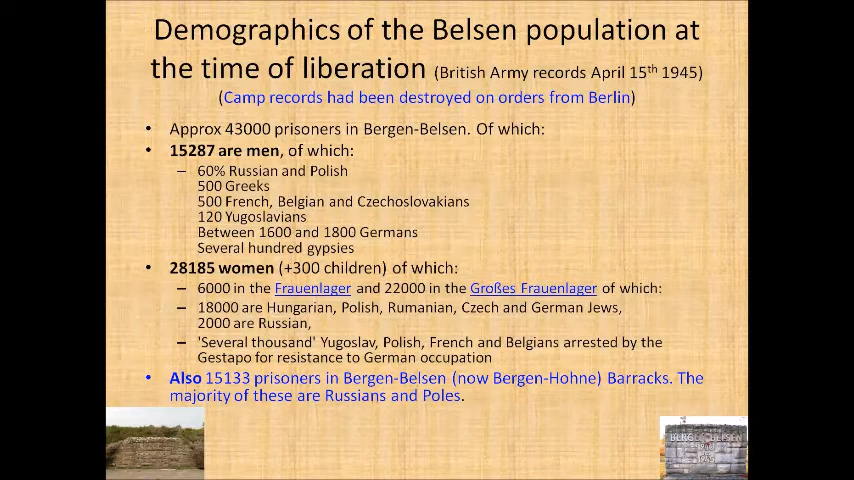 Demographics of the Belsen population at
the time of liberation (British Army records April 15th 1945)
(Camp records had been destroyed on orders from Berlin)
• Approx 43000 prisoners in Bergen-Belsen. Of which:
• 15287 are men, of which:
– 60% Russian and Polish
500 Greeks
500 French, Belgian and Czechoslovakians
120 Yugoslavians
Between 1600 and 1800 Germans
Several hundred gypsies
• 28185 women (+300 children) of which:
– 6000 in the Frauenlager and 22000 in the Großes Frauenlager of which:
– 18000 are Hungarian, Polish, Rumanian, Czech and German Jews,
2000 are Russian,
– 'Several thousand' Yugoslav, Polish, French and Belgians arrested by the
Gestapo for resistance to German occupation
• Also 15133 prisoners in Bergen-Belsen (now Bergen-Hohne) Barracks. The
majority of these are Russians and Poles.
BERGEN-BELSEN